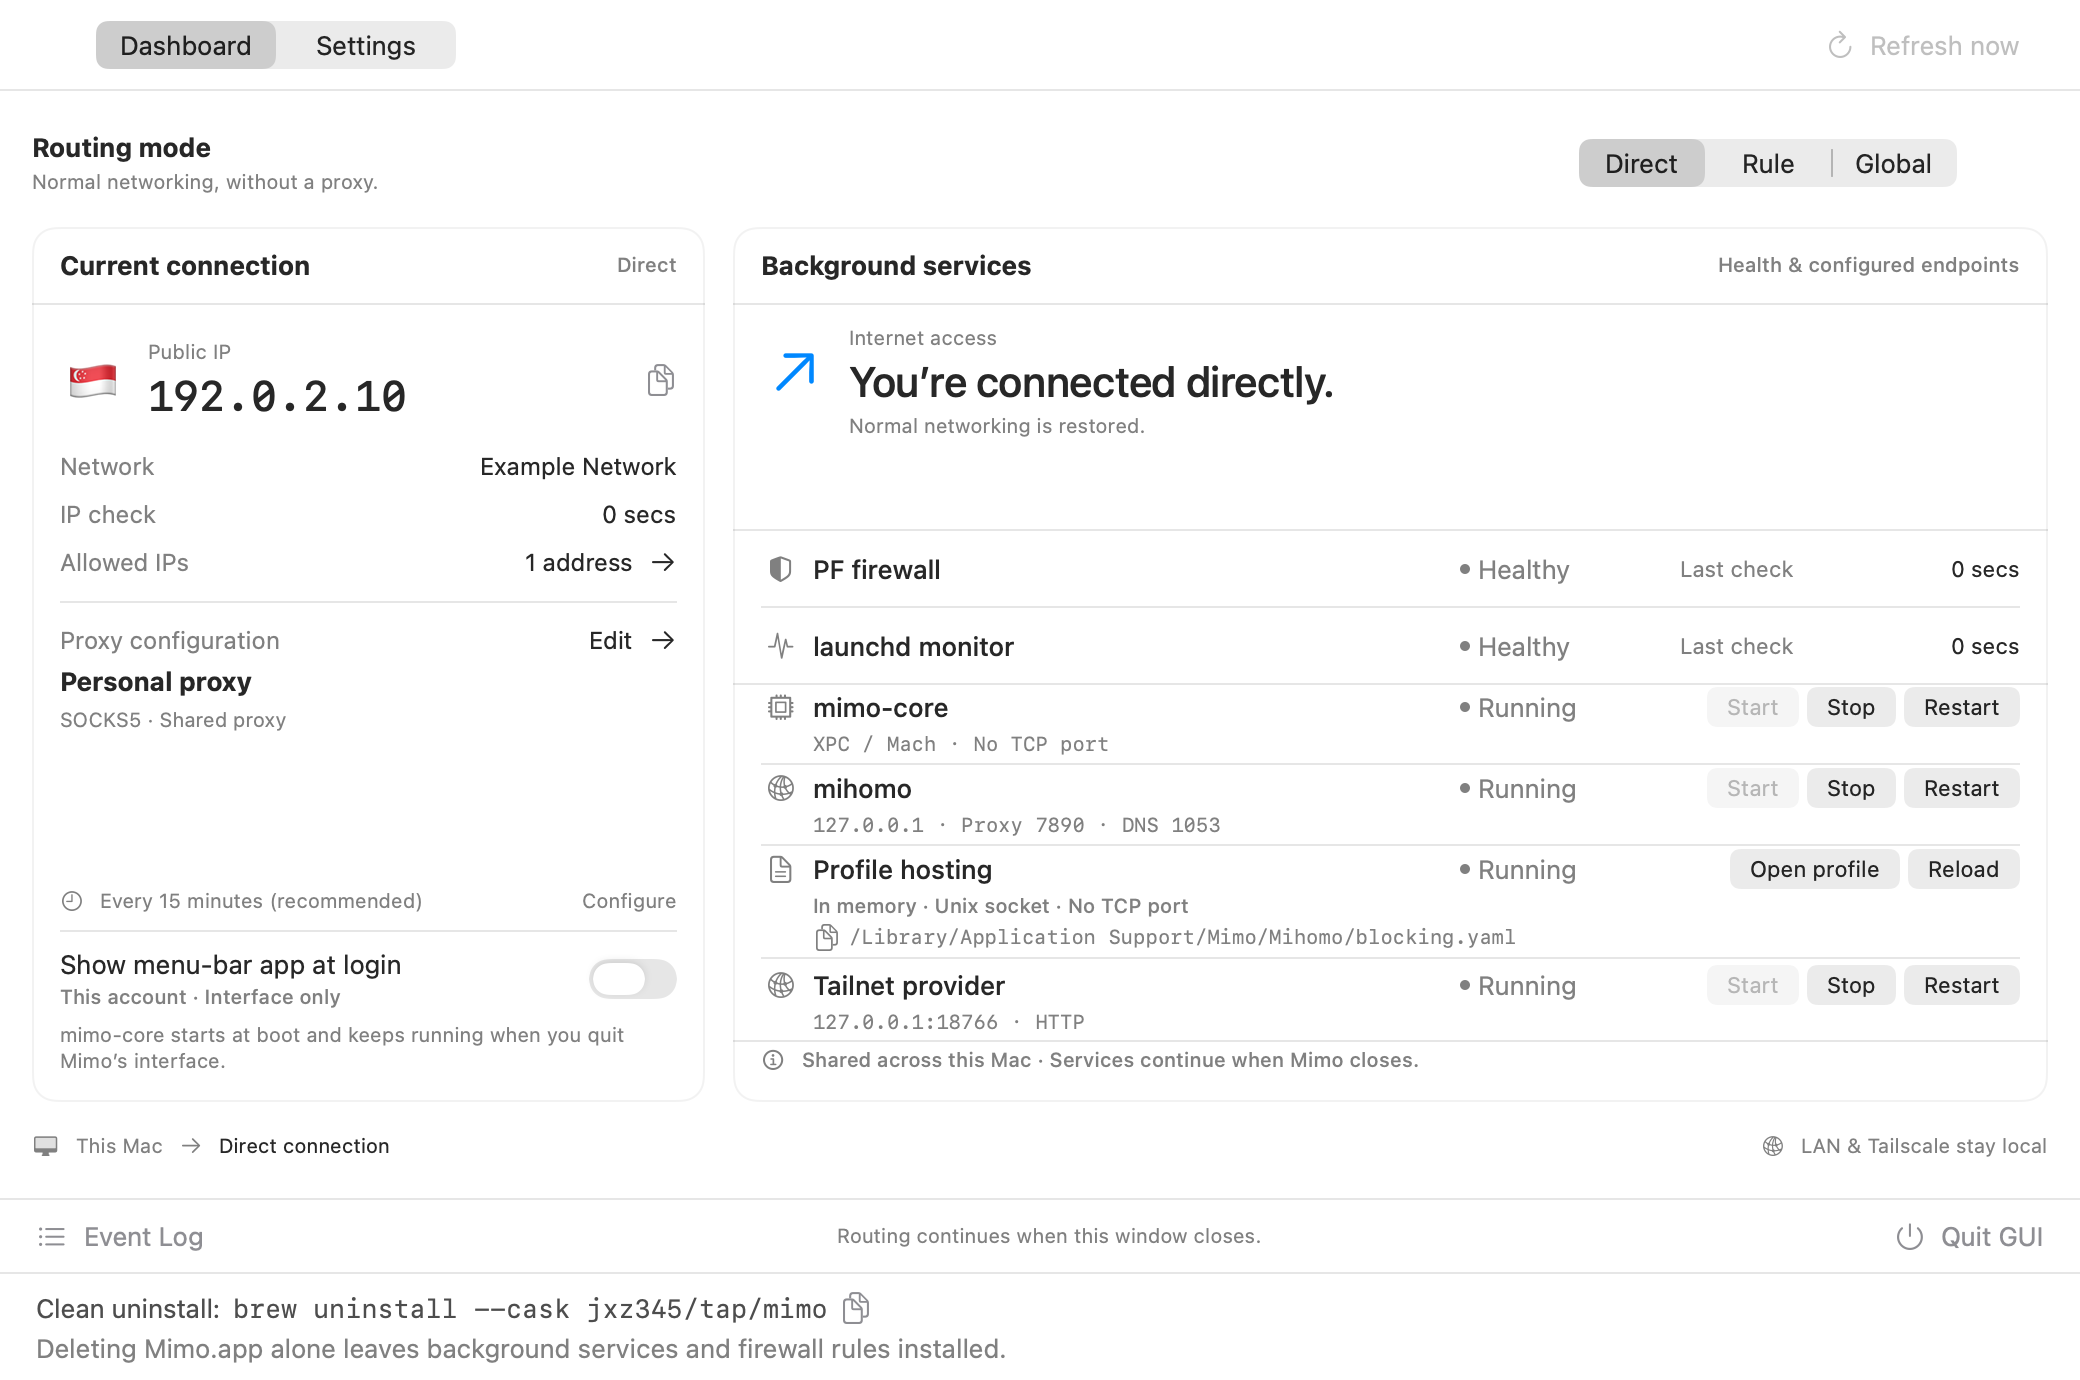 Dashboard Settings Refresh now
Routing mode
Normal networking, without a proxy.
Direct Rule Global
Current connection Direct
Public IP
192.0.2.10
Network Example Network
IP check 0 secs
Allowed IPs 1 address →
Proxy configuration Edit →
Personal proxy
SOCKS5 · Shared proxy
Every 15 minutes (recommended) Configure
Show menu-bar app at login
This account · Interface only
mimo-core starts at boot and keeps running when you quit
Mimo’s interface.
Background services Health & configured endpoints
Internet access
You’re connected directly.
Normal networking is restored.
PF firewall • Healthy Last check 0 secs
launchd monitor • Healthy Last check 0 secs
mimo-core • Running Start Stop Restart
XPC / Mach · No TCP port
mihomo • Running Start Stop Restart
127.0.0.1 · Proxy 7890 · DNS 1053
Profile hosting • Running Open profile Reload
In memory · Unix socket · No TCP port
/Library/Application Support/Mimo/Mihomo/blocking.yaml
Tailnet provider • Running Start Stop Restart
127.0.0.1:18766 · HTTP
Shared across this Mac · Services continue when Mimo closes.
This Mac → Direct connection LAN & Tailscale stay local
Event Log Routing continues when this window closes. Quit GUI
Clean uninstall: brew uninstall --cask jxz345/tap/mimo
Deleting Mimo.app alone leaves background services and firewall rules installed.